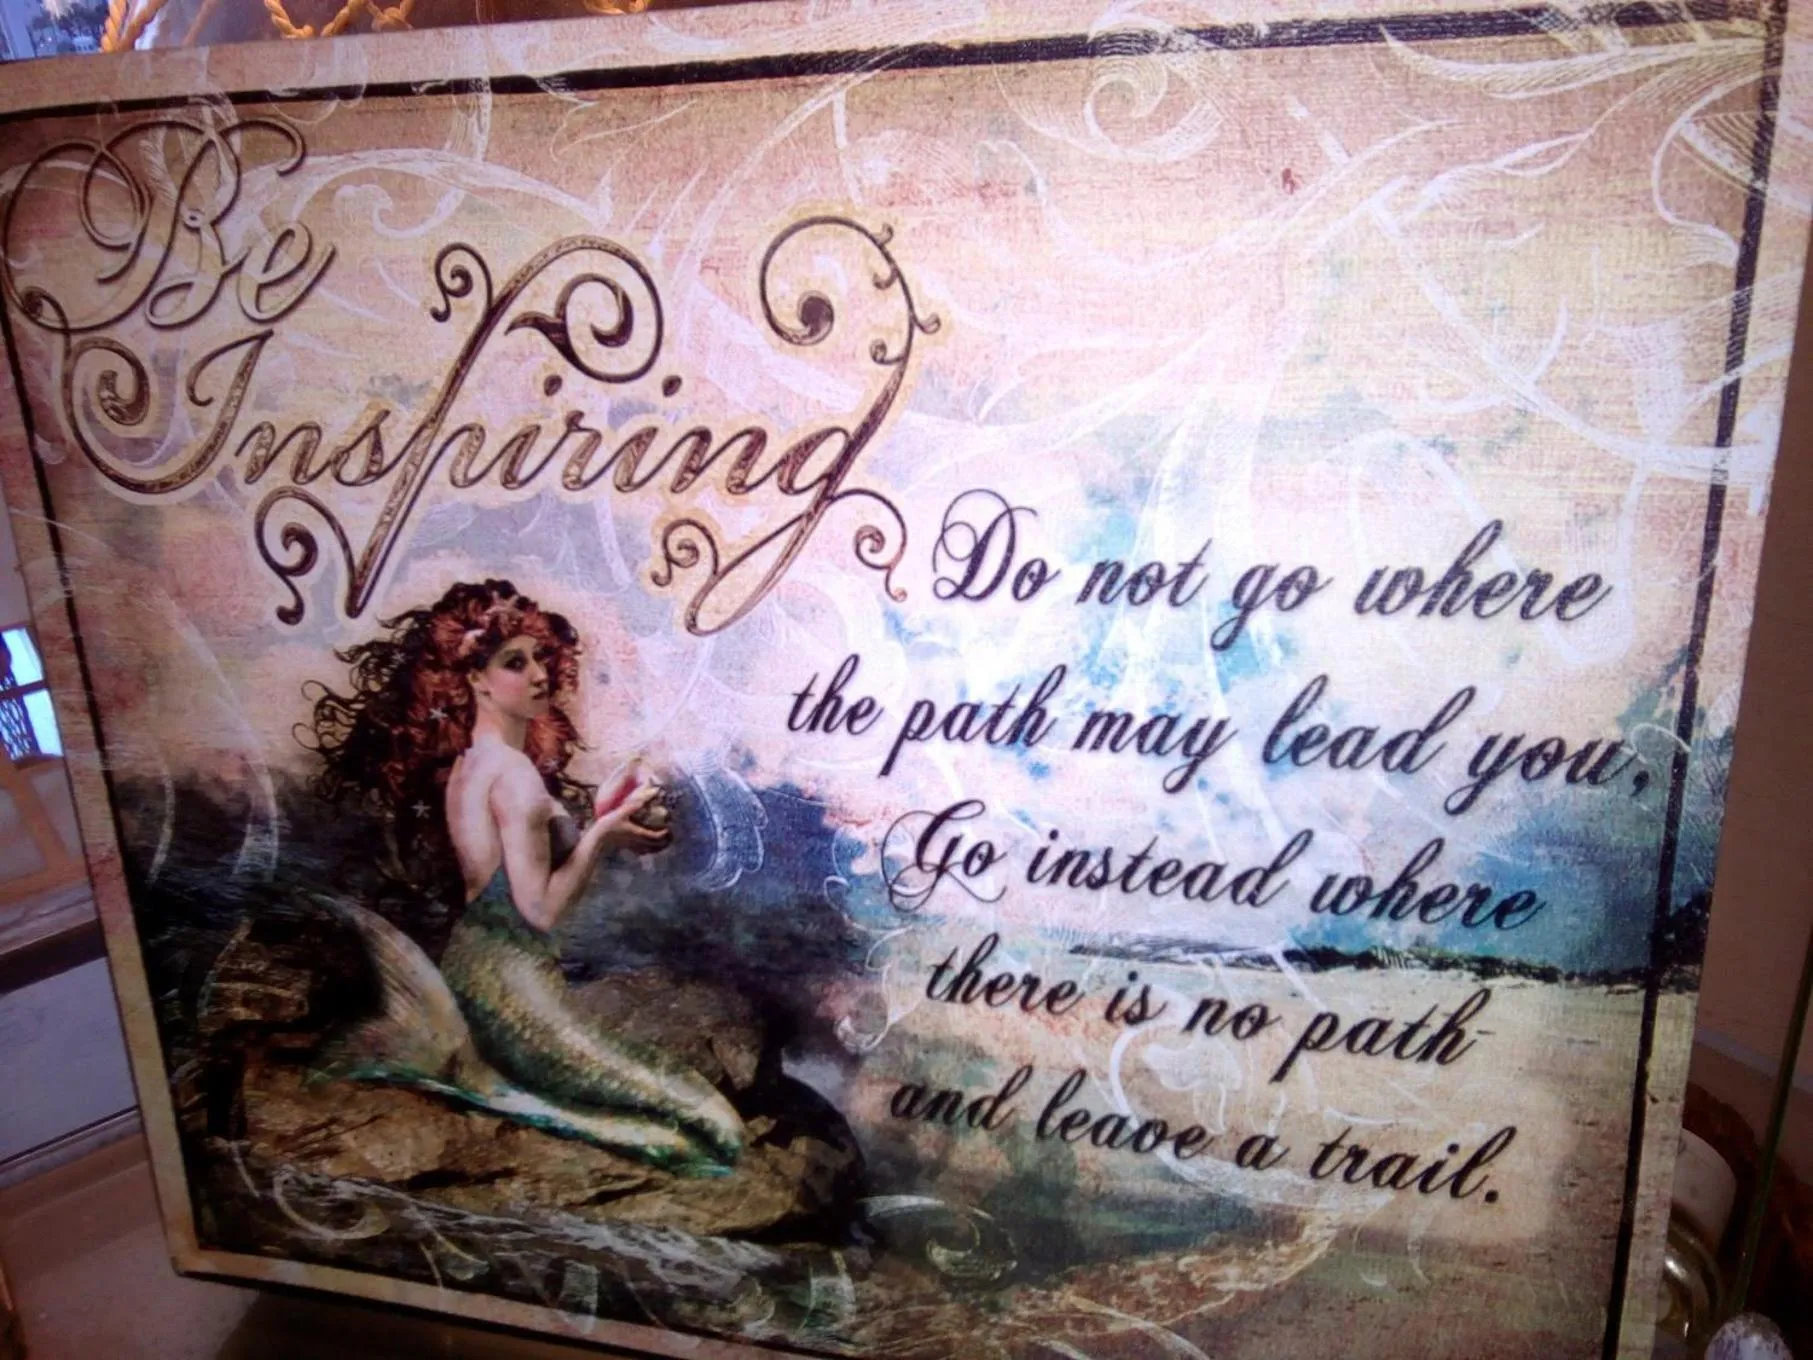 Be
Inspiring
Do not go where
the path may lead you,
Go instead where
there is no path-
and leave a trail.